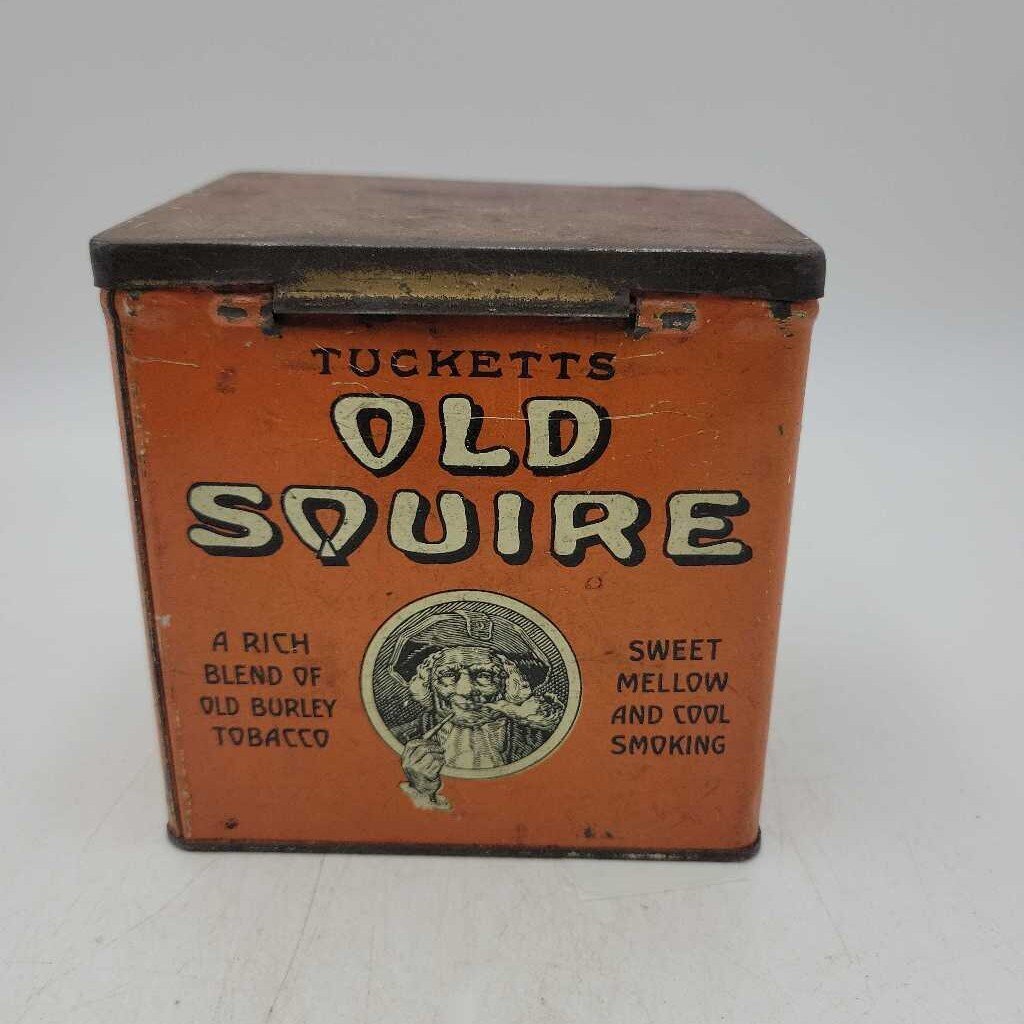 TUCKETTS
OLD
SQUIRE
A RICH
BLEND OF
OLD BURLEY
TOBACCO
SWEET
MELLOW
AND COOL
SMOKING